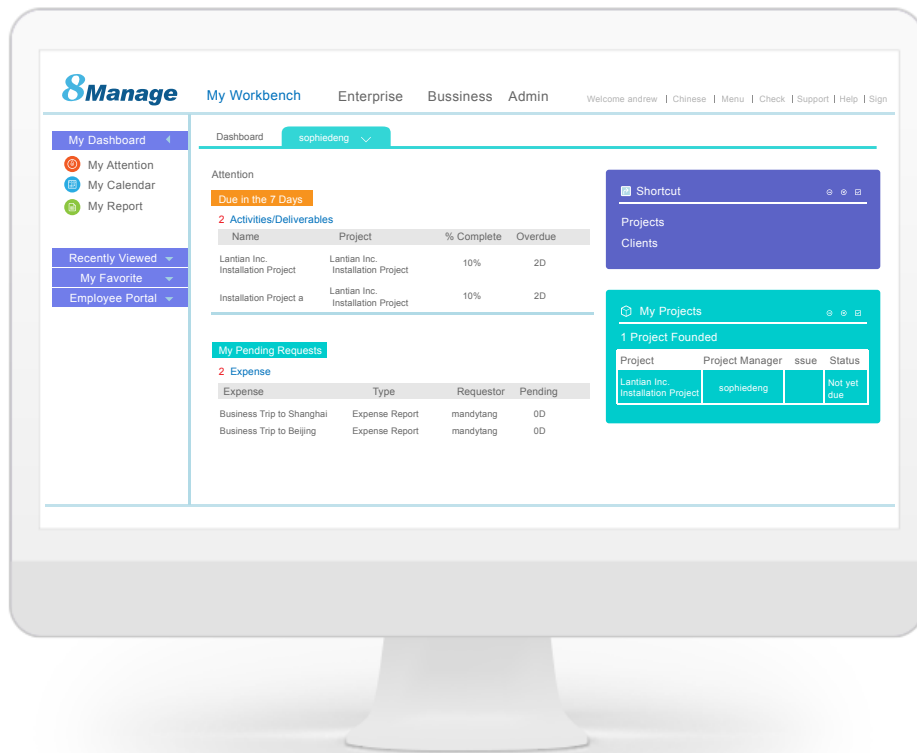 8Manage
My Workbench Enterprise Bussiness Admin Welcome andrew | Chinese | Menu | Check | Support | Help | Sign
My Dashboard
My Attention
My Calendar
My Report
Recently Viewed
My Favorite
Employee Portal
Dashboard sophiedeng
Attention
Due in the 7 Days
2 Activities/Deliverables
Name Project % Complete Overdue
Lantian Inc. Lantian Inc.
Installation Project Installation Project 10% 2D
Lantian Inc.
Installation Project a Installation Project 10% 2D
My Pending Requests
2 Expense
Expense Type Requestor Pending
Business Trip to Shanghai Expense Report mandytang 0D
Business Trip to Beijing Expense Report mandytang 0D
Shortcut
Projects
Clients
My Projects
1 Project Founded
Project Project Manager ssue Status
Lantian Inc. Not yet
Installation Project sophiedeng due